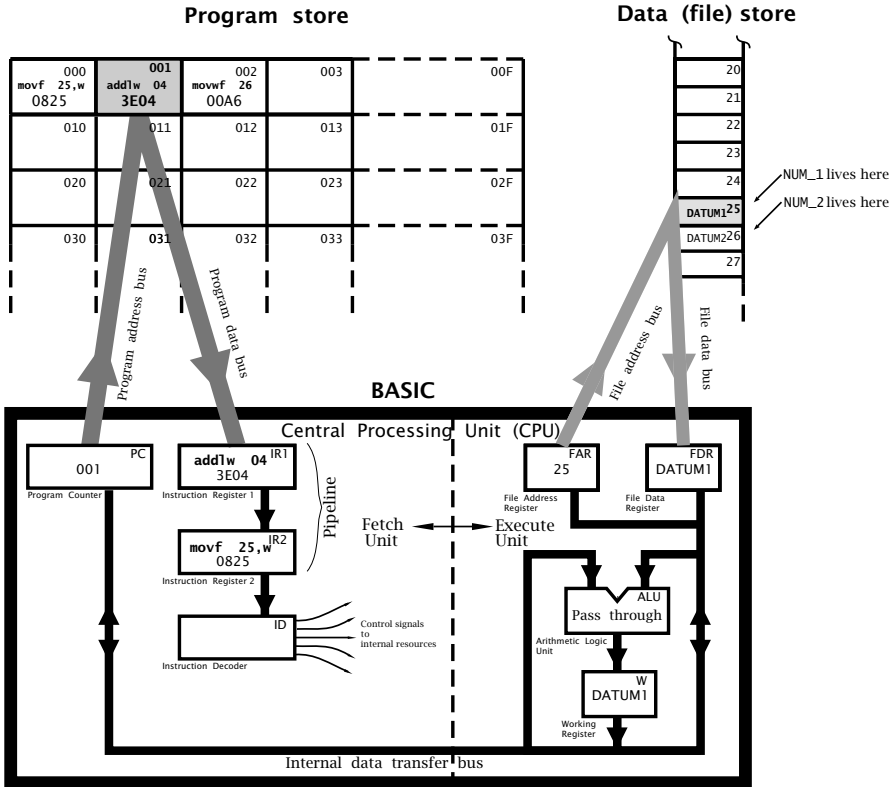 Program store
Data (file) store
000
movf 25,w
0825
001
addlw 04
3E04
002
movwf 26
00A6
003
00F
010
011
012
013
01F
020
021
022
023
02F
030
031
032
033
03F
20
21
22
23
24
DATUM1 25
DATUM2 26
27
NUM_1 lives here
NUM_2 lives here
Program address bus
Program data bus
File address bus
File data bus
BASIC
Central Processing Unit (CPU)
PC
001
Program Counter
IR1
addlw 04
3E04
Instruction Register 1
IR2
movf 25,w
0825
Instruction Register 2
Pipeline
ID
Instruction Decoder
Control signals
to
internal resources
Fetch
Unit
Execute
Unit
FAR
25
File Address
Register
FDR
DATUM1
File Data
Register
ALU
Pass through
Arithmetic Logic
Unit
W
DATUM1
Working
Register
Internal data transfer bus